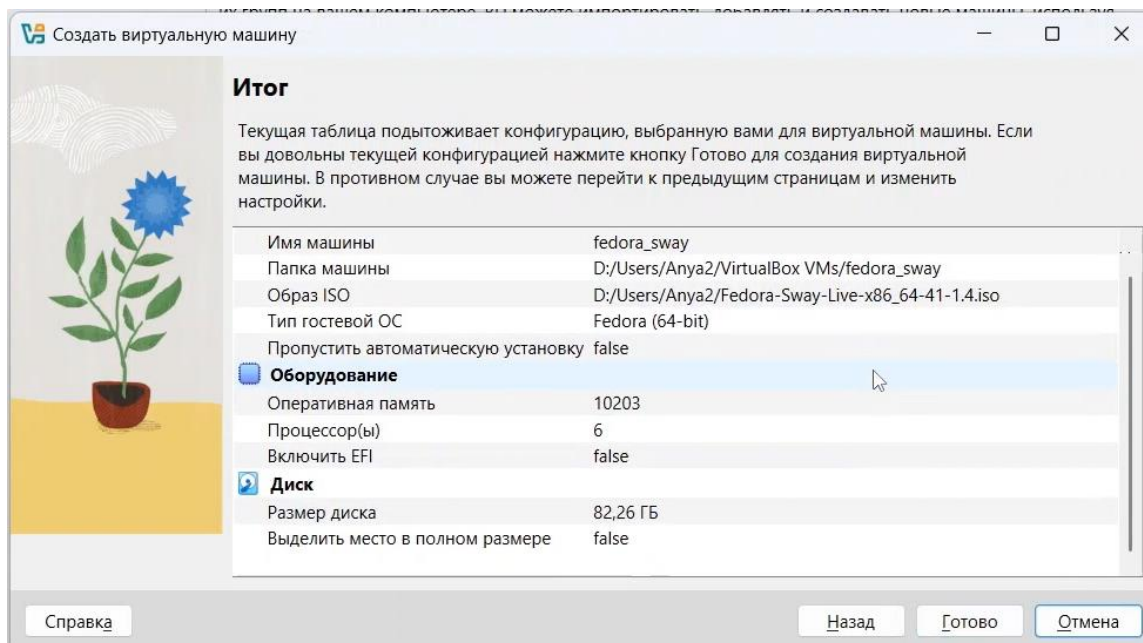 Создать виртуальную машину
Итог
Текущая таблица подытоживает конфигурацию, выбранную вами для виртуальной машины. Если
вы довольны текущей конфигурацией нажмите кнопку Готово для создания виртуальной
машины. В противном случае вы можете перейти к предыдущим страницам и изменить
настройки.
Имя машины fedora_sway
Папка машины D:/Users/Anya2/VirtualBox VMs/fedora_sway
Образ ISO D:/Users/Anya2/Fedora-Sway-Live-x86_64-41-1.4.iso
Тип гостевой ОС Fedora (64-bit)
Пропустить автоматическую установку false
Оборудование
Оперативная память 10203
Процессор(ы) 6
Включить EFI false
Диск
Размер диска 82,26 ГБ
Выделить место в полном размере false
Справка Назад Готово Отмена